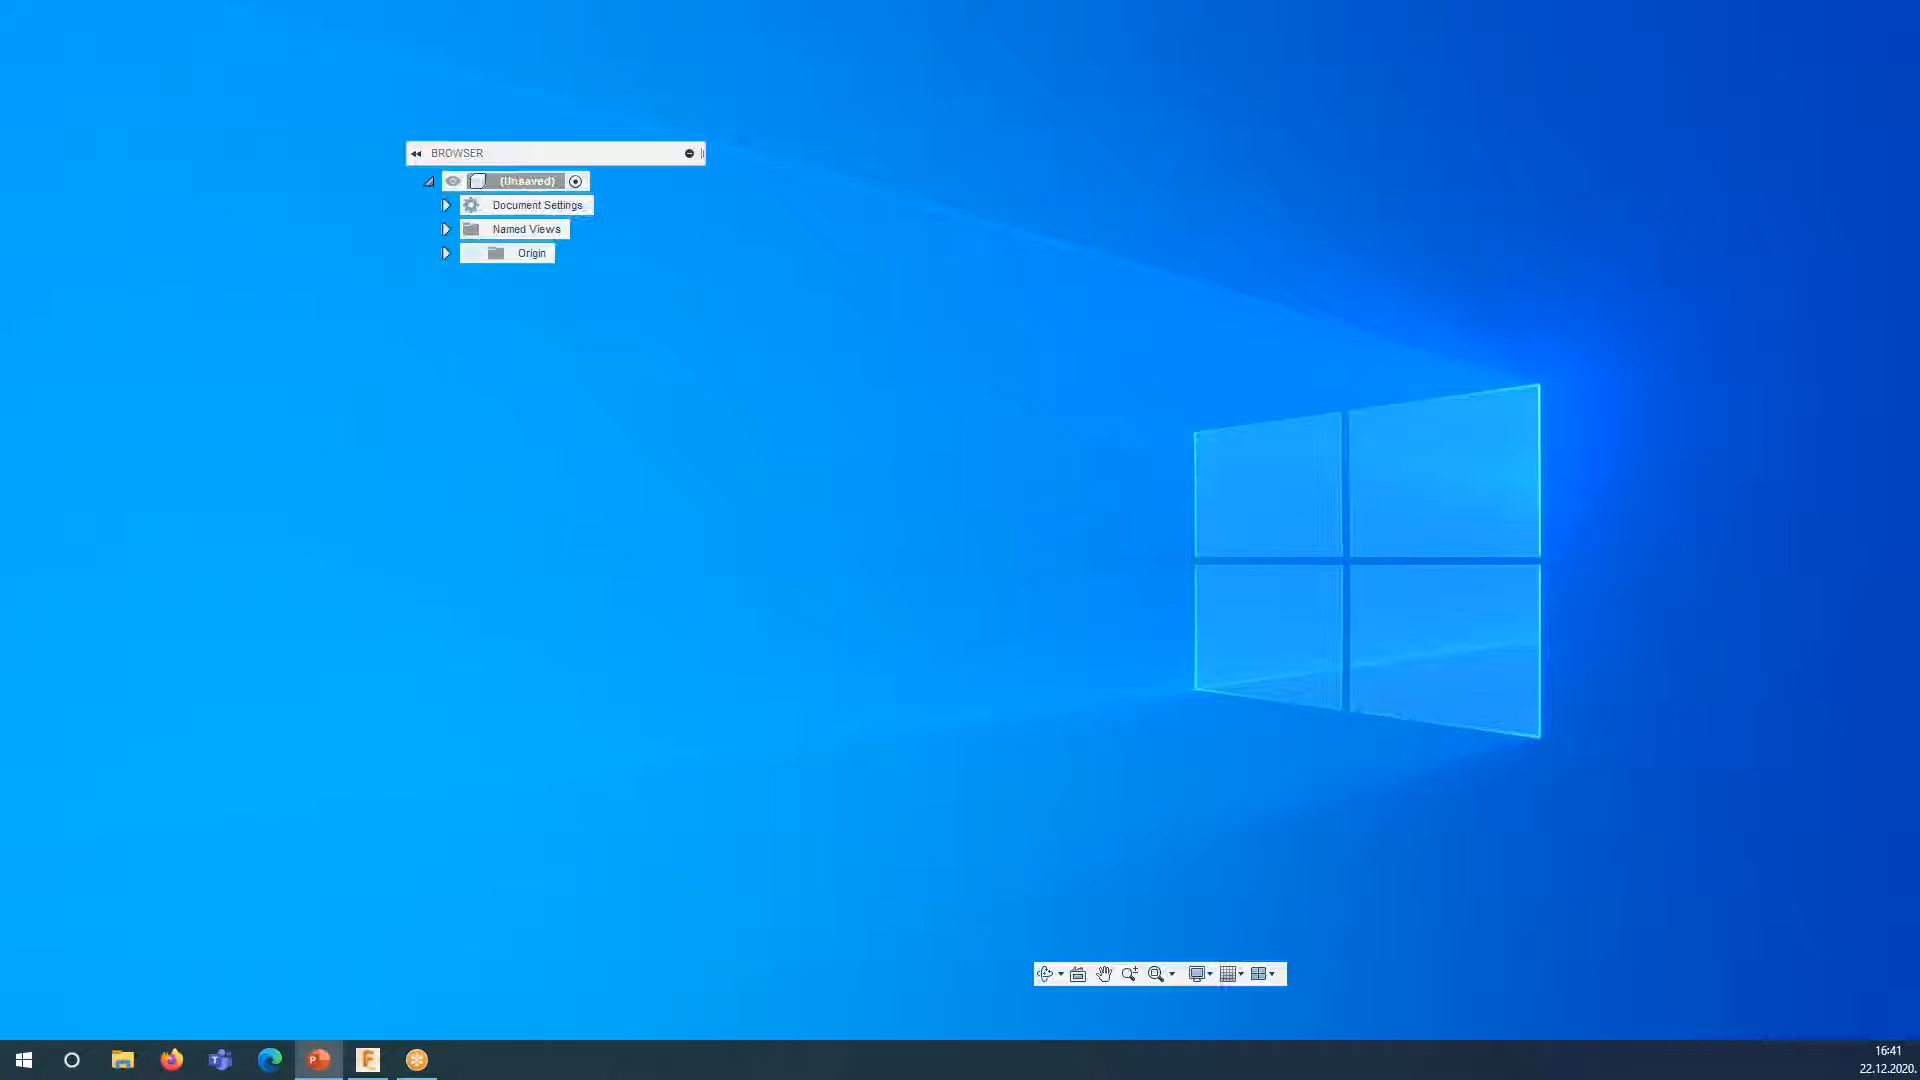 BROWSER
(Unsaved)
Document Settings
Named Views
Origin
16:41
22.12.2020.